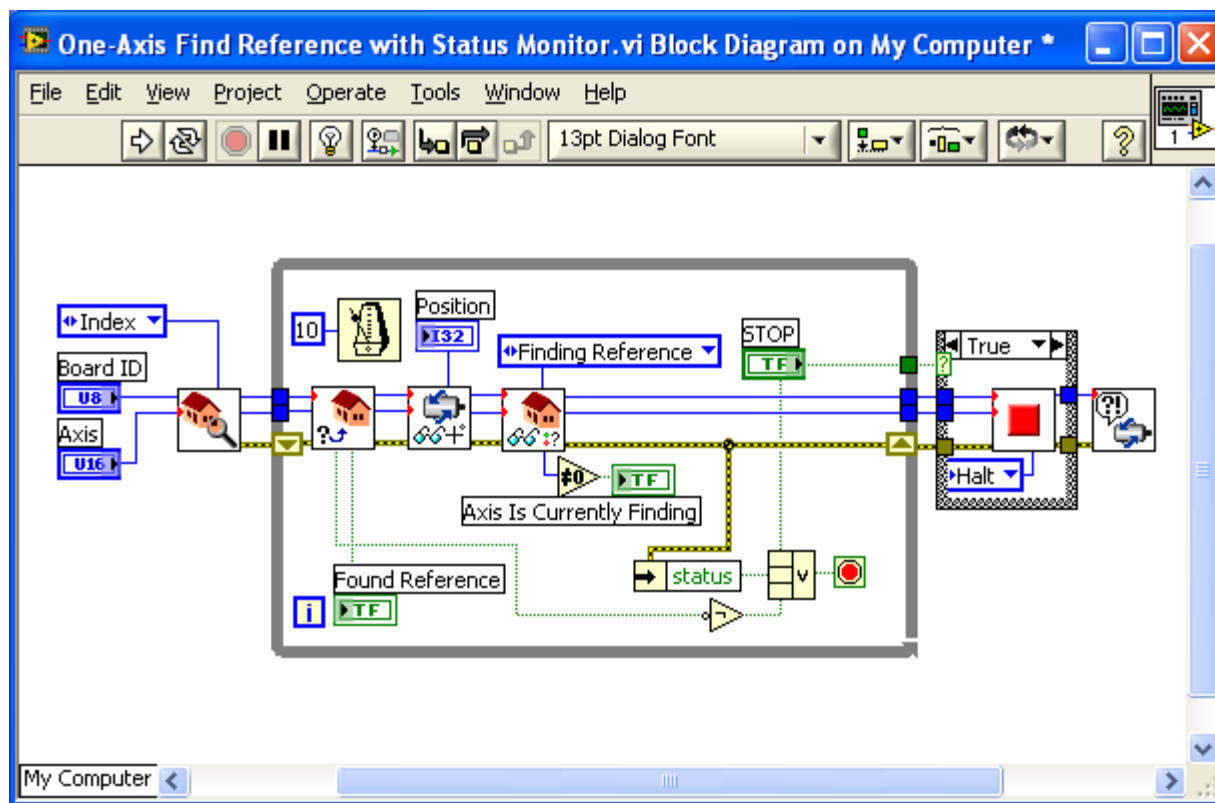 One-Axis Find Reference with Status Monitor.vi Block Diagram on My Computer *
File Edit View Project Operate Tools Window Help
13pt Dialog Font
1
Index
Board ID
U8
Axis
U16
10
Position
I32
Finding Reference
STOP
TF
True
?
?
?
?!
Halt
≠0
TF
Axis Is Currently Finding
Found Reference
TF
i
status
v
My Computer